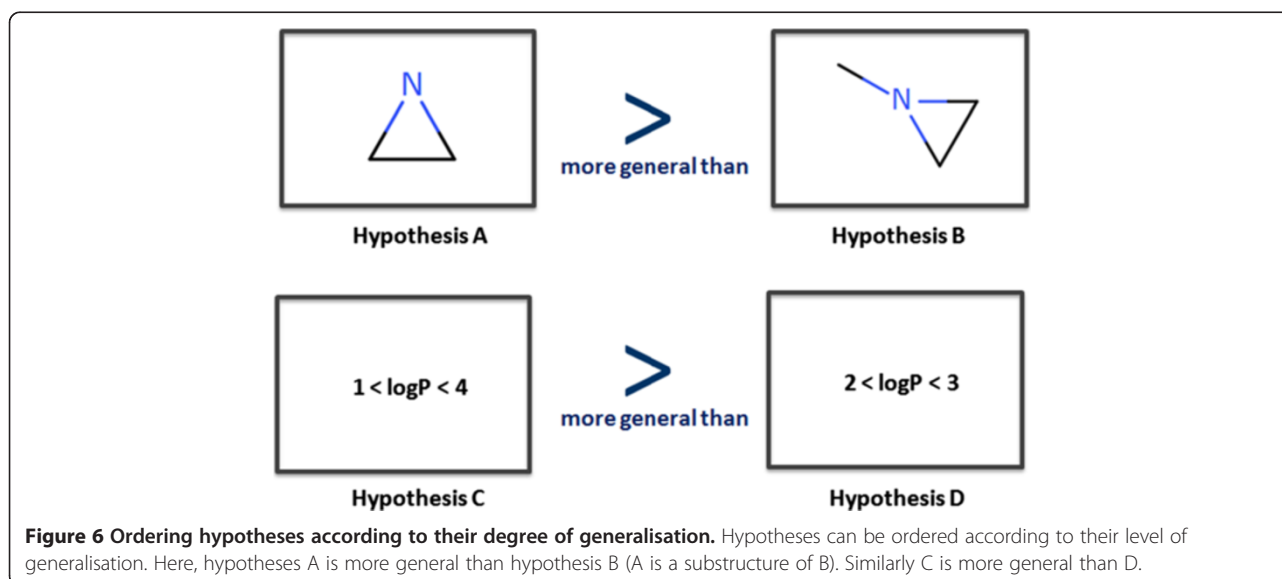 N
>
more general than
N
Hypothesis A
Hypothesis B
1 < logP < 4
>
more general than
2 < logP < 3
Hypothesis C
Hypothesis D
Figure 6 Ordering hypotheses according to their degree of generalisation. Hypotheses can be ordered according to their level of
generalisation. Here, hypotheses A is more general than hypothesis B (A is a substructure of B). Similarly C is more general than D.